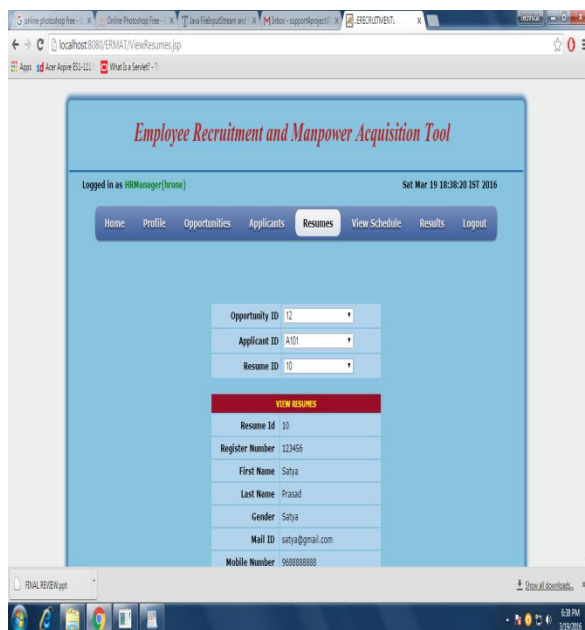 online photoshop free - G
Online Photoshop Free -
Java FileInputStream and
Inbox - supportproject@
.:ERECRUITMENT:.
Technical
localhost:8080/ERMAT/ViewResumes.jsp
Apps
Acer Aspire ES1-111
What Is a Servlet? -
Employee Recruitment and Manpower Acquisition Tool
Logged in as HRManager(hrone)
Sat Mar 19 18:38:20 IST 2016
Home Profile Opportunities Applicants Resumes View Schedule Results Logout
Opportunity ID 12
Applicant ID A101
Resume ID 10
VIEW RESUMES
Resume Id 10
Register Number 123456
First Name Satya
Last Name Prasad
Gender Satya
Mail ID satya@gmail.com
Mobile Number 9688888888
FINAL REVIEW.ppt
Show all downloads...
6:38 PM
3/19/2016